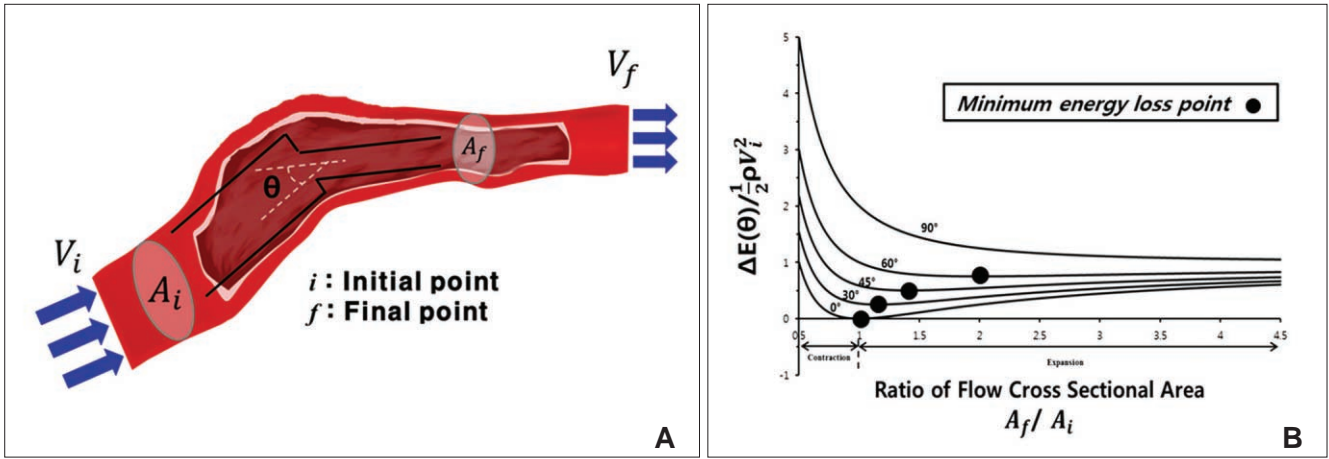 V_f
A_f
θ
V_i
A_i
i : Initial point
f : Final point
A
5
4
3
2
1
0
-1
ΔE(θ)/½ρV_i²
Minimum energy loss point ●
90°
60°
45°
30°
0°
0.5 1 1.5 2 2.5 3 3.5 4 4.5
Contraction Expansion
Ratio of Flow Cross Sectional Area
A_f / A_i
B